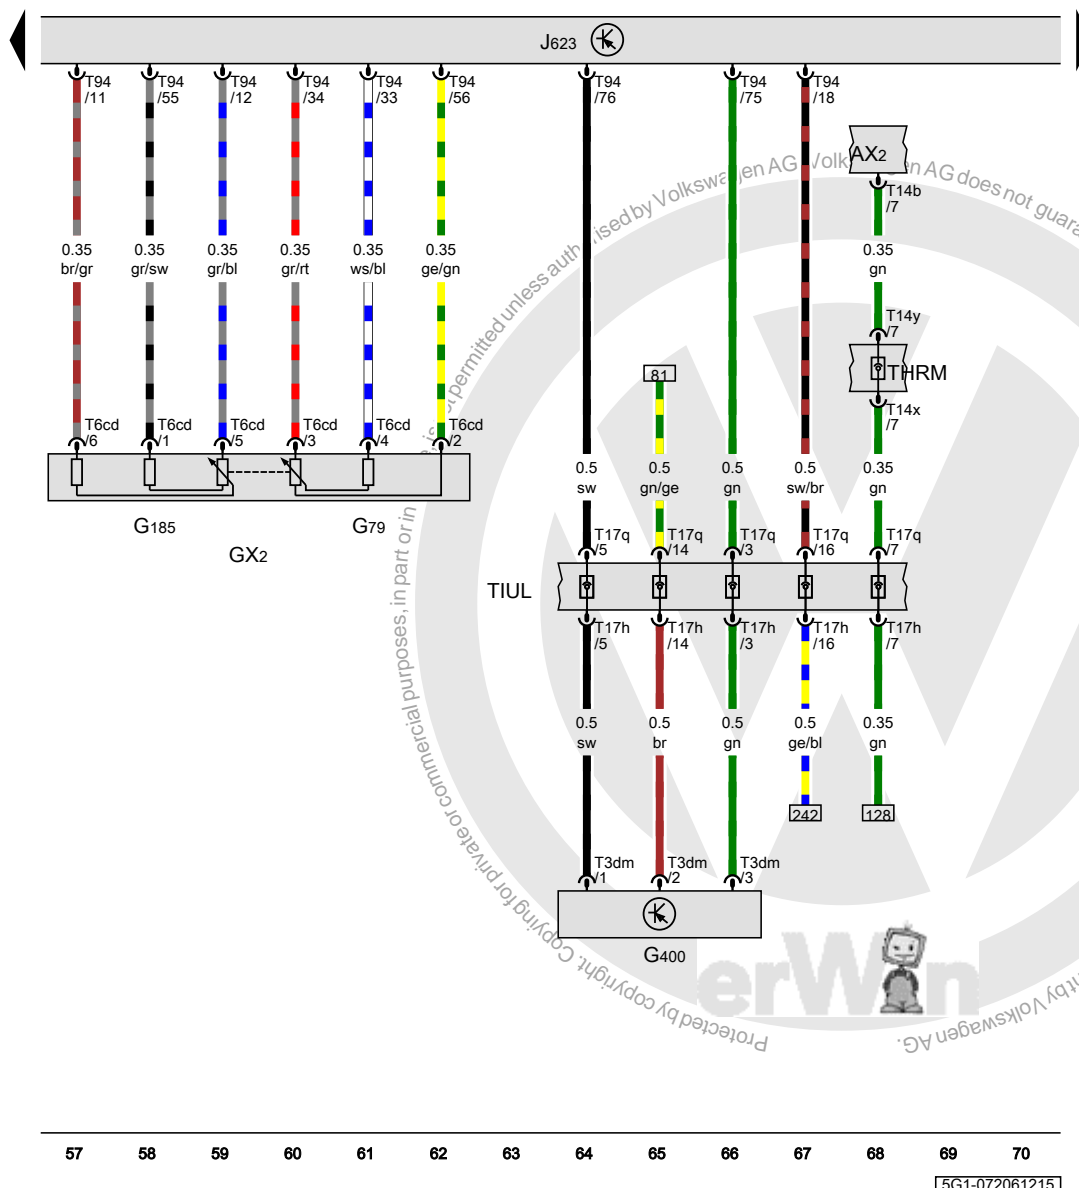 J623
T94 T94 T94 T94 T94 T94 T94 T94 T94
/11 /55 /12 /34 /33 /56 /76 /75 /18
AX2
T14b
/7
0.35 0.35 0.35 0.35 0.35 0.35 0.35
br/gr gr/sw gr/bl gr/rt ws/bl ge/gn gn
T14y
/7
THRM
81
T14x
/7
T6cd T6cd T6cd T6cd T6cd T6cd
/6 /1 /5 /3 /4 /2
0.5 0.5 0.5 0.5 0.35
sw gn/ge gn sw/br gn
G185 G79
GX2
T17q T17q T17q T17q T17q
/5 /14 /3 /16 /7
TIUL
T17h T17h T17h T17h T17h
/5 /14 /3 /16 /7
0.5 0.5 0.5 0.5 0.35
sw br gn ge/bl gn
242 128
T3dm T3dm T3dm
/1 /2 /3
G400
erWin
permitted unless authorised by Volkswagen AG.
en AG does not guara
Protected by copyright. Copying for private or commercial purposes, in part or in
t by Volkswagen AG.
57 58 59 60 61 62 63 64 65 66 67 68 69 70
5G1-072061215